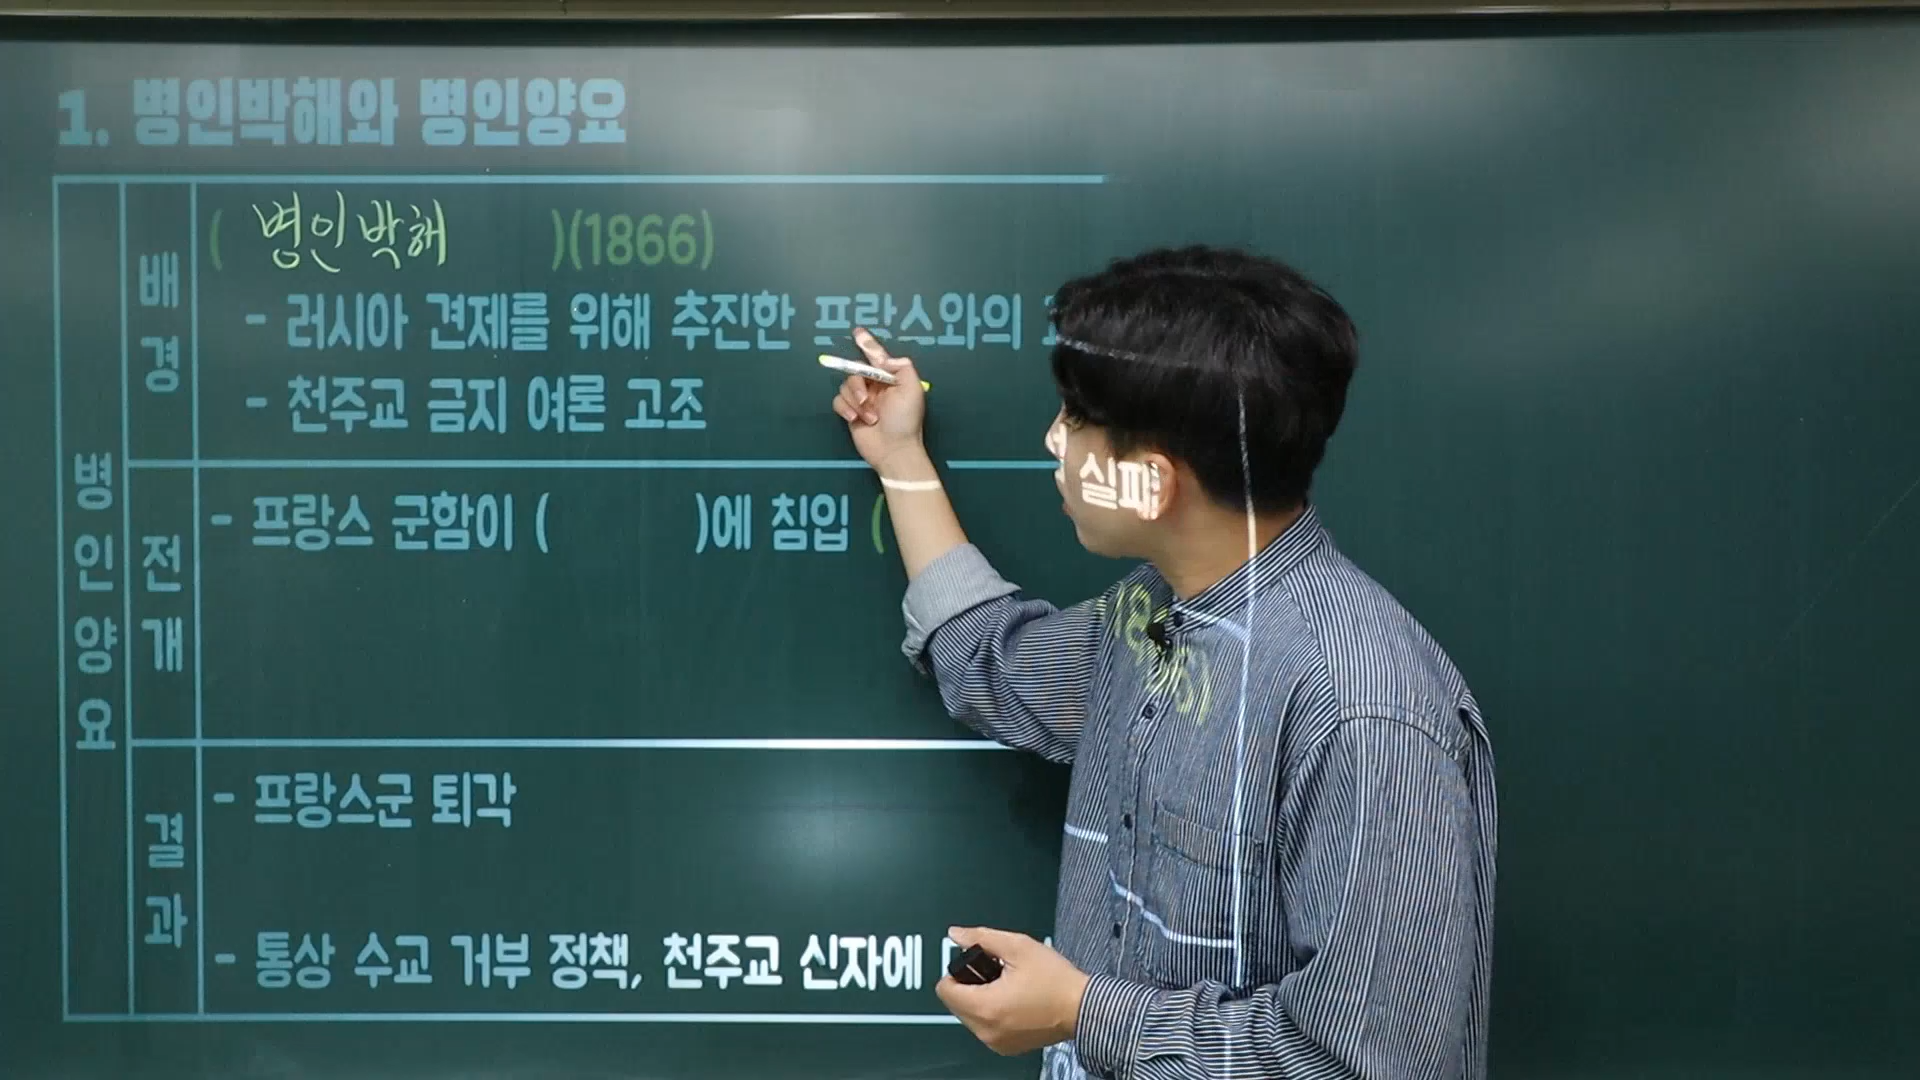 1. 병인박해와 병인양요
병인양요
배경
( 병인박해 )(1866)
- 러시아 견제를 위해 추진한 프랑스와의
실패
- 천주교 금지 여론 고조
전개
- 프랑스 군함이 ( )에 침입 (
결과
- 프랑스군 퇴각
- 통상 수교 거부 정책, 천주교 신자에